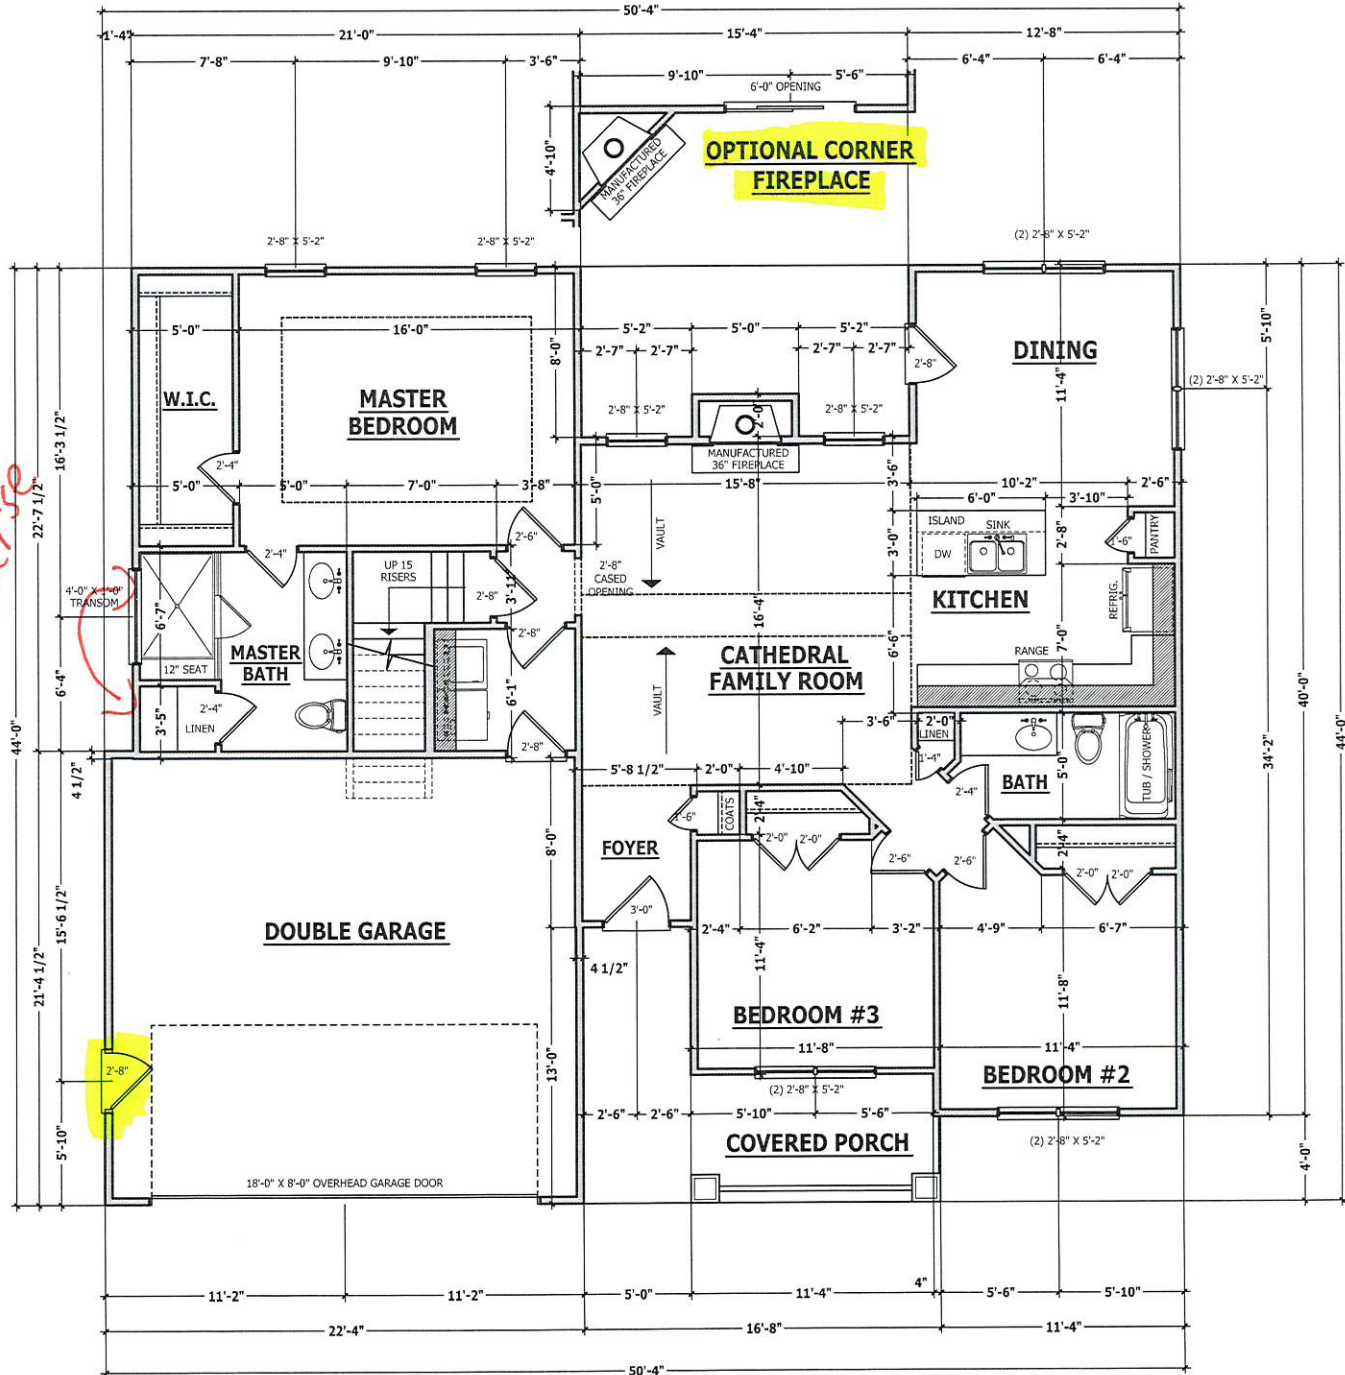 50'-4"
1'-4"
21'-0"
15'-4"
12'-8"
7'-8"
9'-10"
3'-6"
6'-4"
6'-4"
9'-10"
5'-6"
6'-0" OPENING
4'-10"
MANUFACTURED
36" FIREPLACE
OPTIONAL CORNER
FIREPLACE
2'-8" X 5'-2"
2'-8" X 5'-2"
(2) 2'-8" X 5'-2"
5'-0"
16'-0"
8'-0"
5'-2"
5'-0"
5'-2"
2'-7"
2'-7"
2'-7"
2'-7"
2'-8"
DINING
11'-4"
5'-10"
(2) 2'-8" X 5'-2"
W.I.C.
MASTER
BEDROOM
2'-8" X 5'-2"
2'-0"
2'-8" X 5'-2"
MANUFACTURED
36" FIREPLACE
16'-3 1/2"
22'-7 1/2"
2'-4"
5'-0"
5'-0"
7'-0"
3'-8"
5'-0"
15'-8"
3'-6"
10'-2"
2'-6"
6'-0"
3'-10"
VAULT
ISLAND
SINK
DW
3'-0"
2'-8"
1'-6"
PANTRY
2'-6"
2'-4"
UP 15
RISERS
2'-8"
3'-11"
2'-8"
CASED
OPENING
4'-0" X 1'-0"
TRANSOM
6'-7"
16'-4"
KITCHEN
REFRIG.
2'-8"
RANGE
7'-0"
6'-6"
MASTER
BATH
12" SEAT
CATHEDRAL
FAMILY ROOM
6'-4"
6'-1"
VAULT
2'-4"
LINEN
3'-5"
2'-8"
3'-6"
2'-0"
LINEN
1'-4"
5'-0"
TUB / SHOWER
BATH
2'-4"
44'-0"
40'-0"
44'-0"
34'-2"
4 1/2"
5'-8 1/2"
2'-0"
4'-10"
1'-6"
COATS
2'-4"
2'-0"
2'-0"
FOYER
8'-0"
2'-6"
2'-6"
2'-4"
2'-0"
2'-0"
3'-0"
DOUBLE GARAGE
15'-6 1/2"
21'-4 1/2"
2'-4"
6'-2"
3'-2"
4'-9"
6'-7"
4 1/2"
11'-4"
11'-8"
BEDROOM #3
11'-8"
11'-4"
BEDROOM #2
2'-8"
13'-0"
(2) 2'-8" X 5'-2
2'-6"
2'-6"
5'-10"
5'-6"
5'-10"
COVERED PORCH
(2) 2'-8" X 5'-2"
4'-0"
18'-0" X 8'-0" OVERHEAD GARAGE DOOR
4"
11'-2"
11'-2"
5'-0"
11'-4"
5'-6"
5'-10"
22'-4"
16'-8"
11'-4"
50'-4"